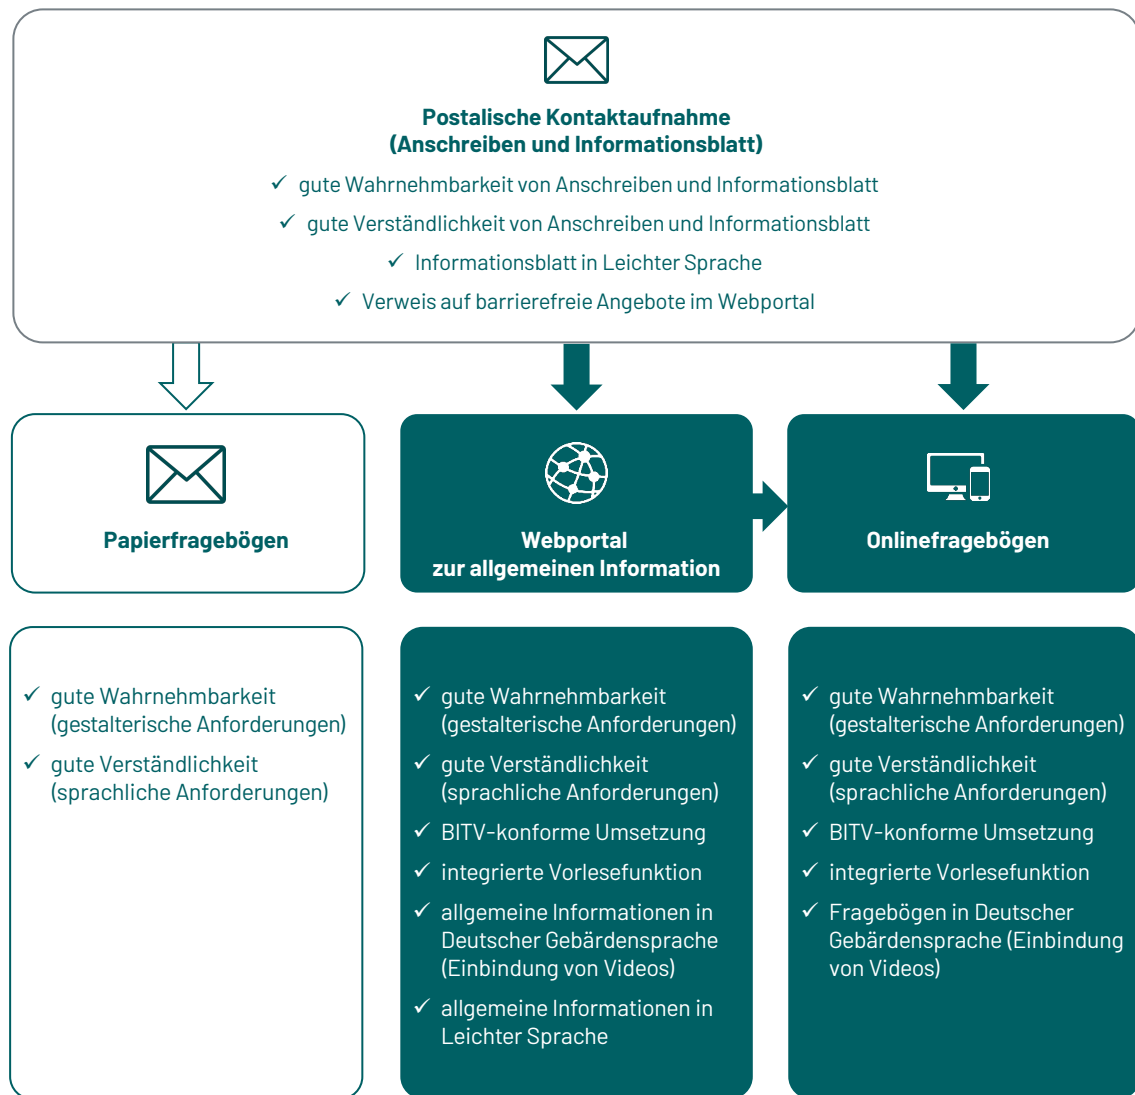 Postalische Kontaktaufnahme
(Anschreiben und Informationsblatt)
✓ gute Wahrnehmbarkeit von Anschreiben und Informationsblatt
✓ gute Verständlichkeit von Anschreiben und Informationsblatt
✓ Informationsblatt in Leichter Sprache
✓ Verweis auf barrierefreie Angebote im Webportal
Papierfragebögen
Webportal
zur allgemeinen Information
Onlinefragebögen
✓ gute Wahrnehmbarkeit
(gestalterische Anforderungen)
✓ gute Verständlichkeit
(sprachliche Anforderungen)
✓ gute Wahrnehmbarkeit
(gestalterische Anforderungen)
✓ gute Verständlichkeit
(sprachliche Anforderungen)
✓ BITV-konforme Umsetzung
✓ integrierte Vorlesefunktion
✓ allgemeine Informationen in
Deutscher Gebärdensprache
(Einbindung von Videos)
✓ allgemeine Informationen in
Leichter Sprache
✓ gute Wahrnehmbarkeit
(gestalterische Anforderungen)
✓ gute Verständlichkeit
(sprachliche Anforderungen)
✓ BITV-konforme Umsetzung
✓ integrierte Vorlesefunktion
✓ Fragebögen in Deutscher
Gebärdensprache (Einbindung
von Videos)